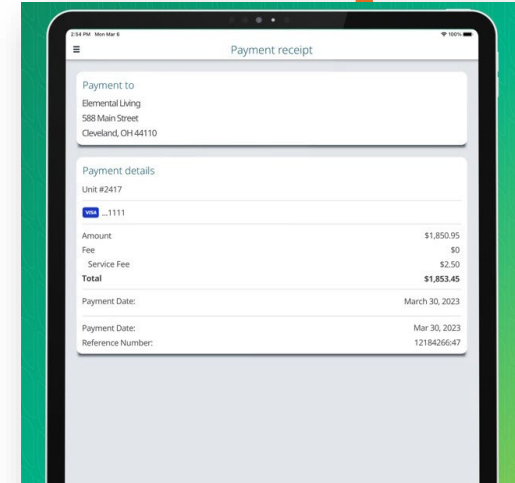 2:54 PM Mon Mar 6 100%
Payment receipt
Payment to
Elemental Living
588 Main Street
Cleveland, OH 44110
Payment details
Unit #2417
VISA ...1111
Amount $1,850.95
Fee $0
Service Fee $2.50
Total $1,853.45
Payment Date: March 30, 2023
Payment Date: Mar 30, 2023
Reference Number: 12184266:47